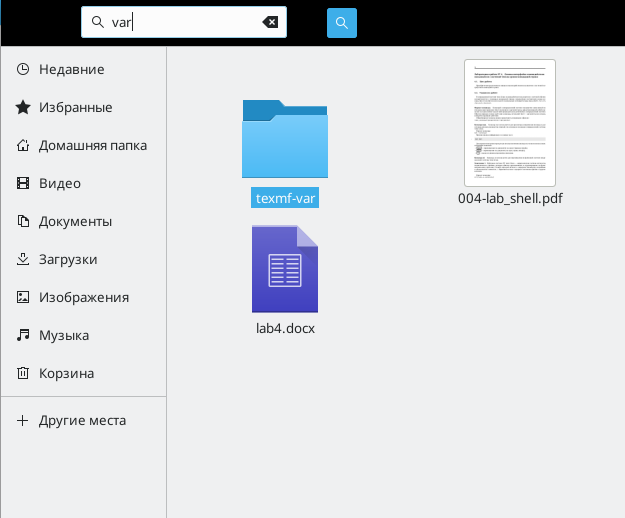 var
Недавние
Избранные
Домашняя папка
Видео
Документы
Загрузки
Изображения
Музыка
Корзина
Другие места
texmf-var
004-lab_shell.pdf
lab4.docx